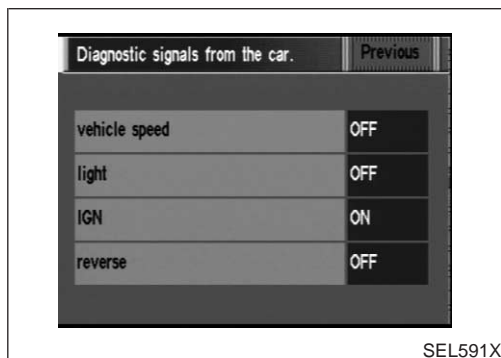 Diagnostic signals from the car. Previous
vehicle speed OFF
light OFF
IGN ON
reverse OFF
SEL591X